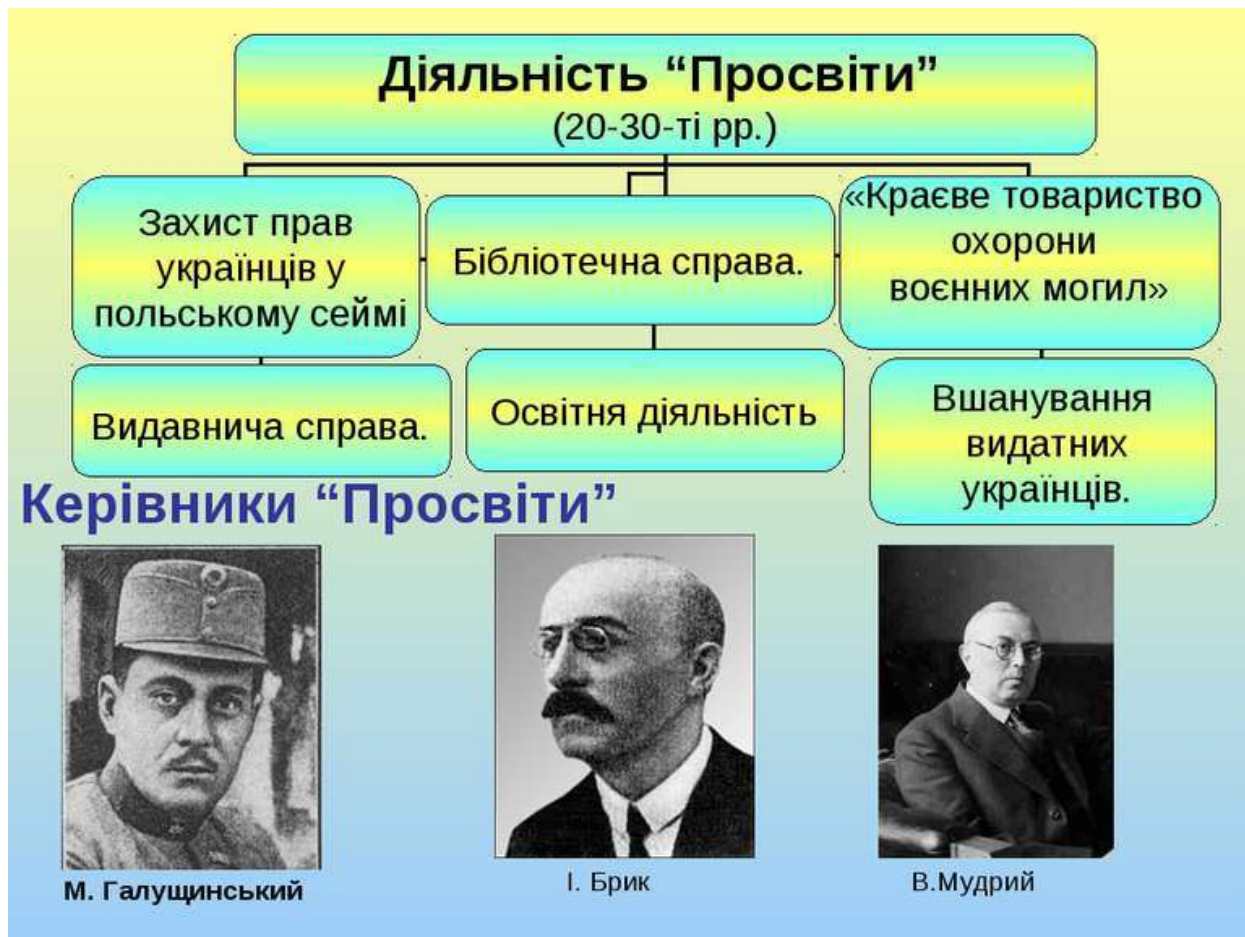 Діяльність “Просвіти”
(20-30-ті рр.)
Захист прав
українців у
польському сеймі
Бібліотечна справа.
«Краєве товариство
охорони
воєнних могил»
Видавнича справа.
Освітня діяльність
Вшанування
видатних
українців.
Керівники “Просвіти”
М. Галущинський
І. Брик
В.Мудрий